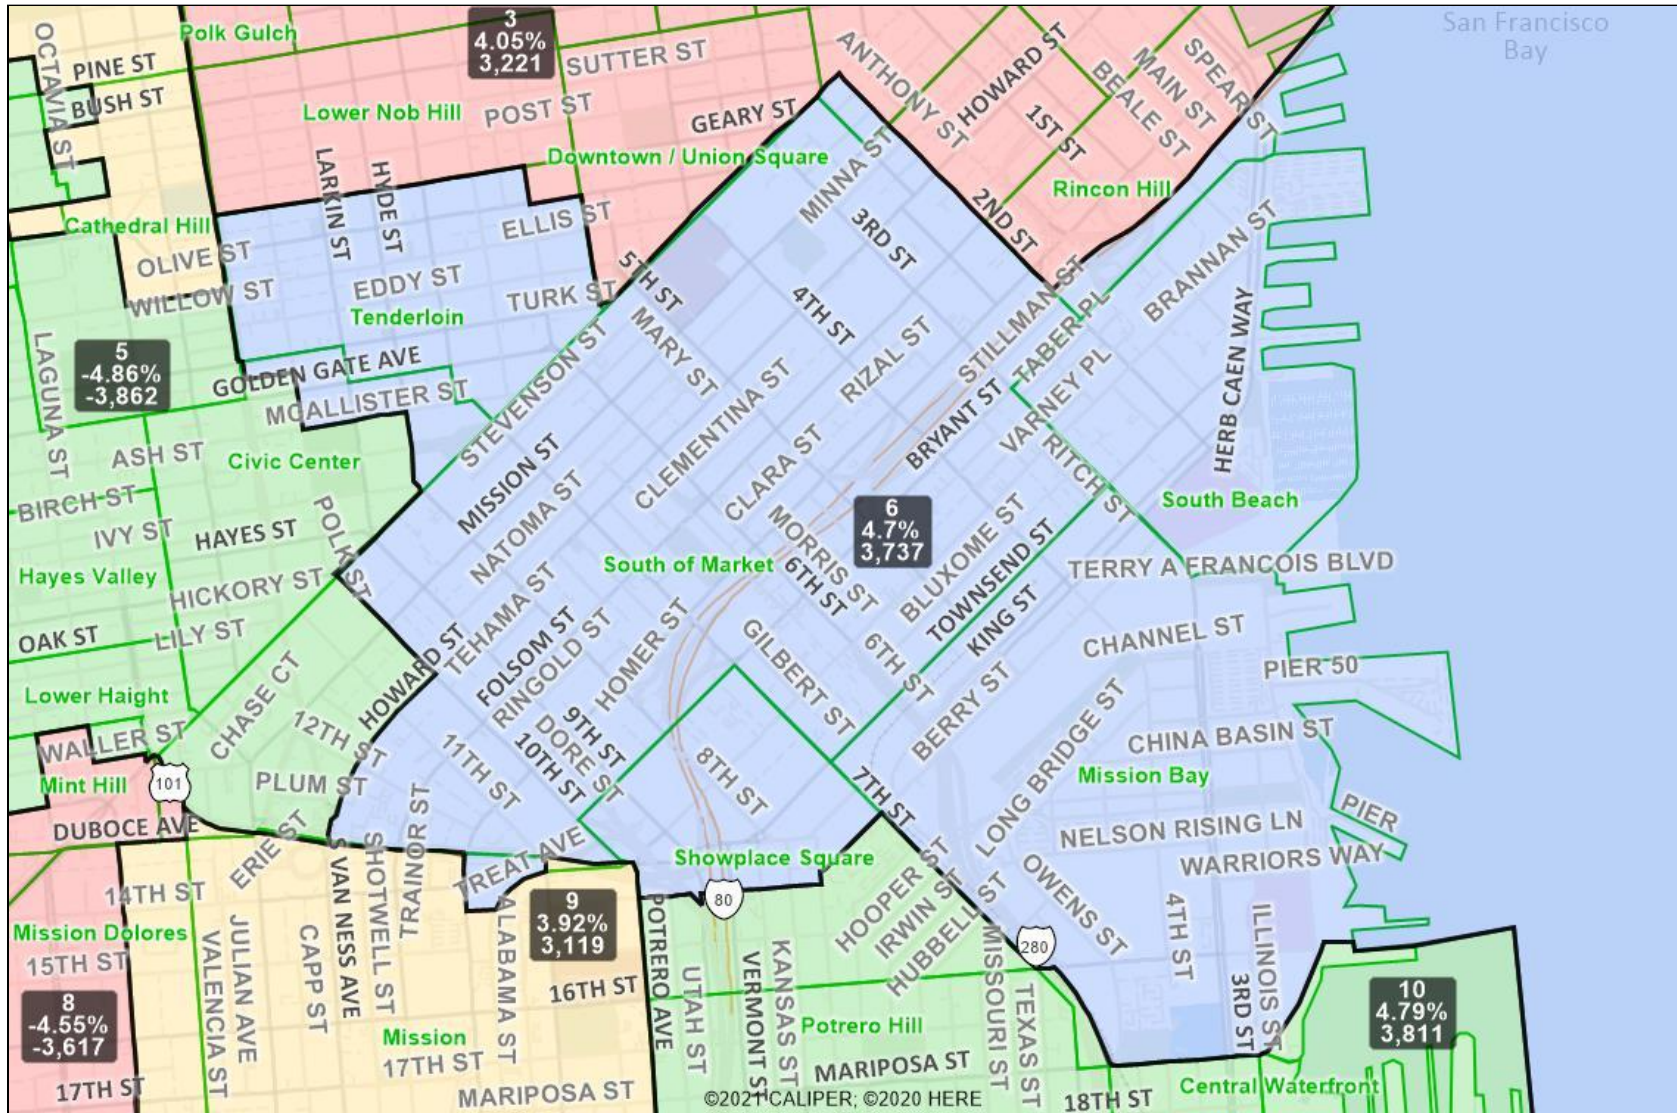 San Francisco
Bay
OCTAVIA ST
Polk Gulch
PINE ST
BUSH ST
3
4.05%
3,221
SUTTER ST
POST ST
GEARY ST
Lower Nob Hill
Downtown / Union Square
ANTHONY ST
HOWARD ST
1ST ST
BEALE ST
MAIN ST
SPEAR ST
Rincon Hill
2ND ST
MINNA ST
3RD ST
LARKIN ST
HYDE ST
ELLIS ST
Cathedral Hill
OLIVE ST
WILLOW ST
EDDY ST
TURK ST
Tenderloin
5TH ST
MARY ST
4TH ST
RIZAL ST
STILLMAN ST
TABER PL
BRANNAN ST
VARNEY PL
HERB CAEN WAY
LAGUNA ST
5
-4.86%
-3,862
GOLDEN GATE AVE
MCALLISTER ST
STEVENSON ST
CLEMENTINA ST
BRYANT ST
RITCH ST
ASH ST
Civic Center
MISSION ST
NATOMA ST
CLARA ST
South Beach
BIRCH ST
IVY ST
HAYES ST
POLK ST
MORRIS ST
6
4.7%
3,737
BLUXOME ST
TOWNSEND ST
Hayes Valley
HICKORY ST
South of Market
6TH ST
TERRY A FRANCOIS BLVD
OAK ST
LILY ST
TEHAMA ST
FOLSOM ST
RINGOLD ST
HOMER ST
GILBERT ST
6TH ST
KING ST
BERRY ST
CHANNEL ST
PIER 50
Lower Haight
CHASE CT
HOWARD ST
WALLER ST
12TH ST
11TH ST
10TH ST
9TH ST
DORE ST
8TH ST
7TH ST
LONG BRIDGE ST
CHINA BASIN ST
Mission Bay
Mint Hill
101
PLUM ST
PIER
DUBOCE AVE
ERIE ST
S VAN NESS AVE
SHOTWELL ST
TRAINOR ST
TREAT AVE
Showplace Square
NELSON RISING LN
WARRIORS WAY
14TH ST
80
HOOPER ST
IRWIN ST
HUBBELL ST
OWENS ST
9
3.92%
3,119
Mission Dolores
15TH ST
VALENCIA ST
JULIAN AVE
CAPP ST
ALABAMA ST
POTRERO AVE
UTAH ST
VERMONT ST
KANSAS ST
MISSOURI ST
280
4TH ST
ILLINOIS ST
3RD ST
8
-4.55%
-3,617
16TH ST
10
4.79%
3,811
TEXAS ST
Mission
Potrero Hill
17TH ST
17TH ST
MARIPOSA ST
MARIPOSA ST
18TH ST
Central Waterfront
©2021 CALIPER; ©2020 HERE